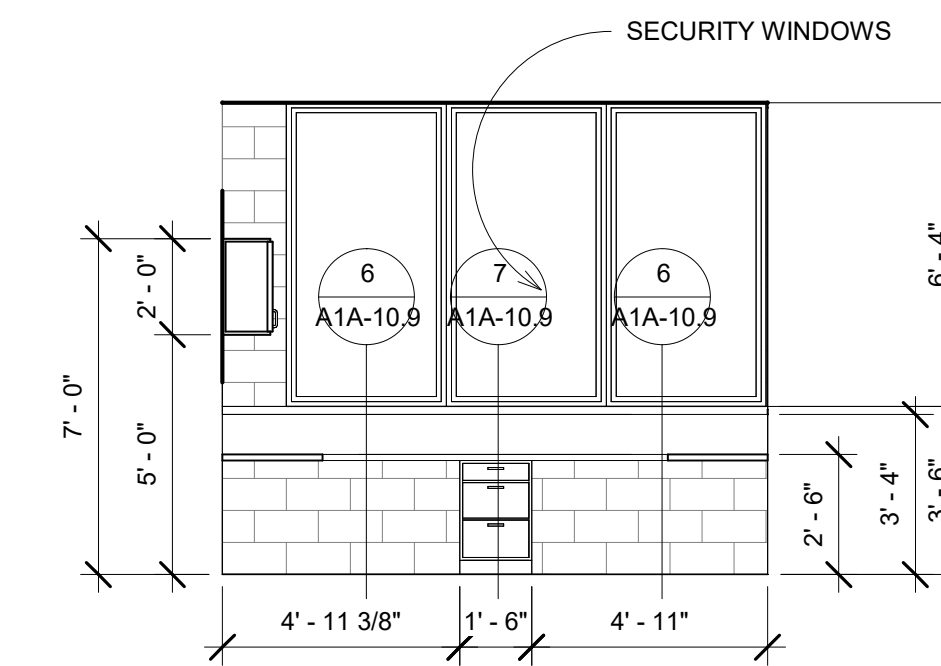 SECURITY WINDOWS
6
A1A-10.9
7
A1A-10.9
6
A1A-10.9
2' - 0"
7' - 0"
5' - 0"
6' - 4"
2' - 6"
3' - 4"
3' - 6"
4' - 11 3/8"
1' - 6"
4' - 11"